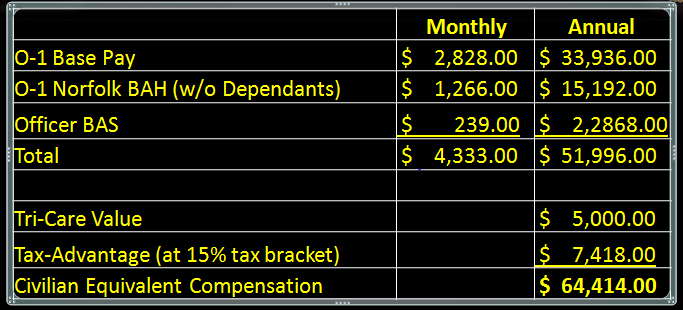 Monthly Annual
O-1 Base Pay $ 2,828.00 $ 33,936.00
O-1 Norfolk BAH (w/o Dependants) $ 1,266.00 $ 15,192.00
Officer BAS $ 239.00 $ 2,2868.00
Total $ 4,333.00 $ 51,996.00
Tri-Care Value $ 5,000.00
Tax-Advantage (at 15% tax bracket) $ 7,418.00
Civilian Equivalent Compensation $ 64,414.00